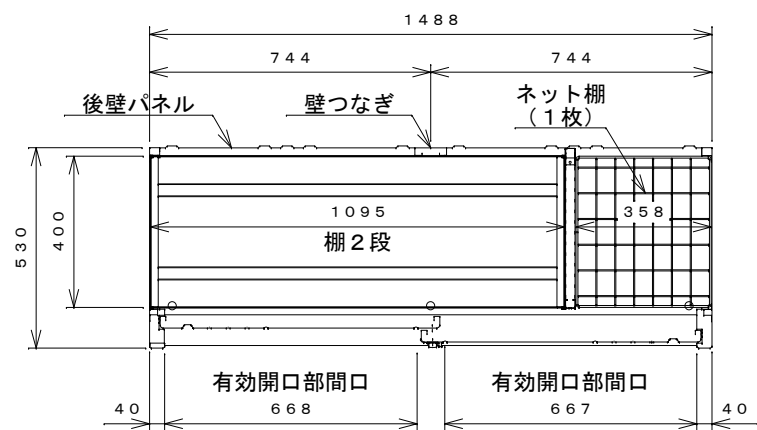 1488
744
744
後壁パネル
壁つなぎ
ネット棚
(1枚)
530
400
1095
358
棚2段
有効開口部間口
有効開口部間口
40
668
667
40